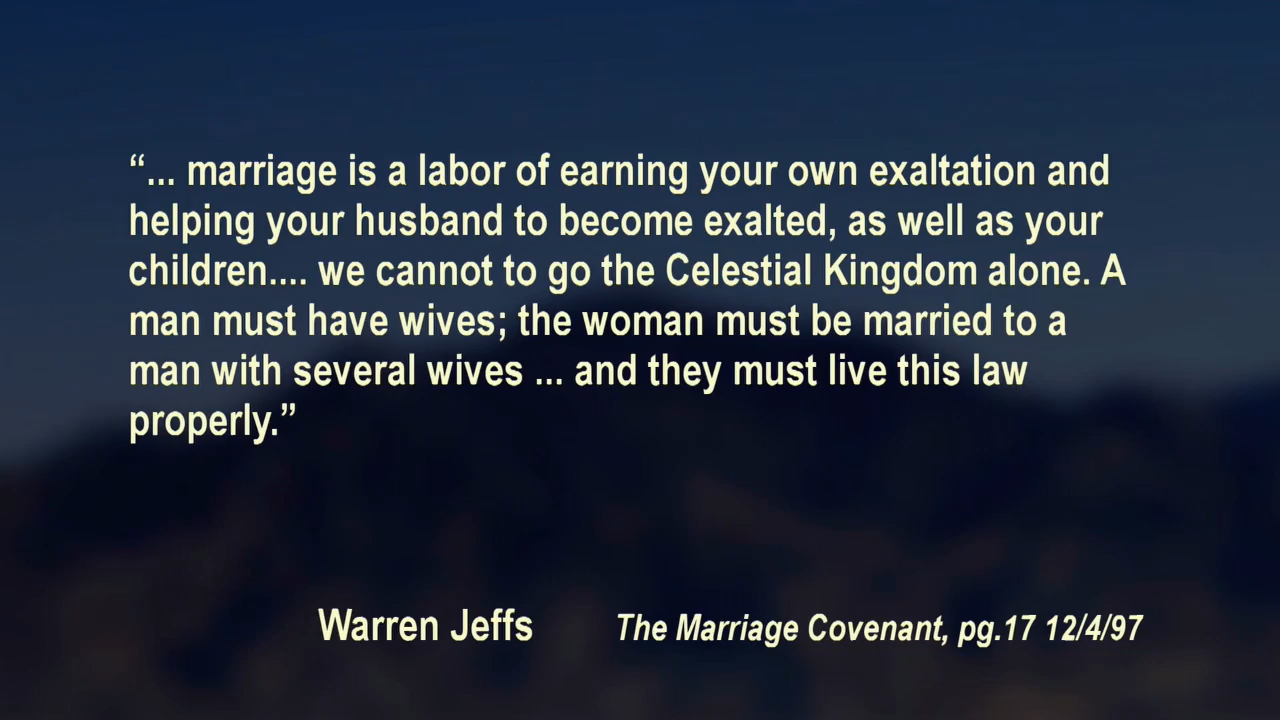 “... marriage is a labor of earning your own exaltation and
helping your husband to become exalted, as well as your
children.... we cannot to go the Celestial Kingdom alone. A
man must have wives; the woman must be married to a
man with several wives ... and they must live this law
properly.”
Warren Jeffs The Marriage Covenant, pg.17 12/4/97